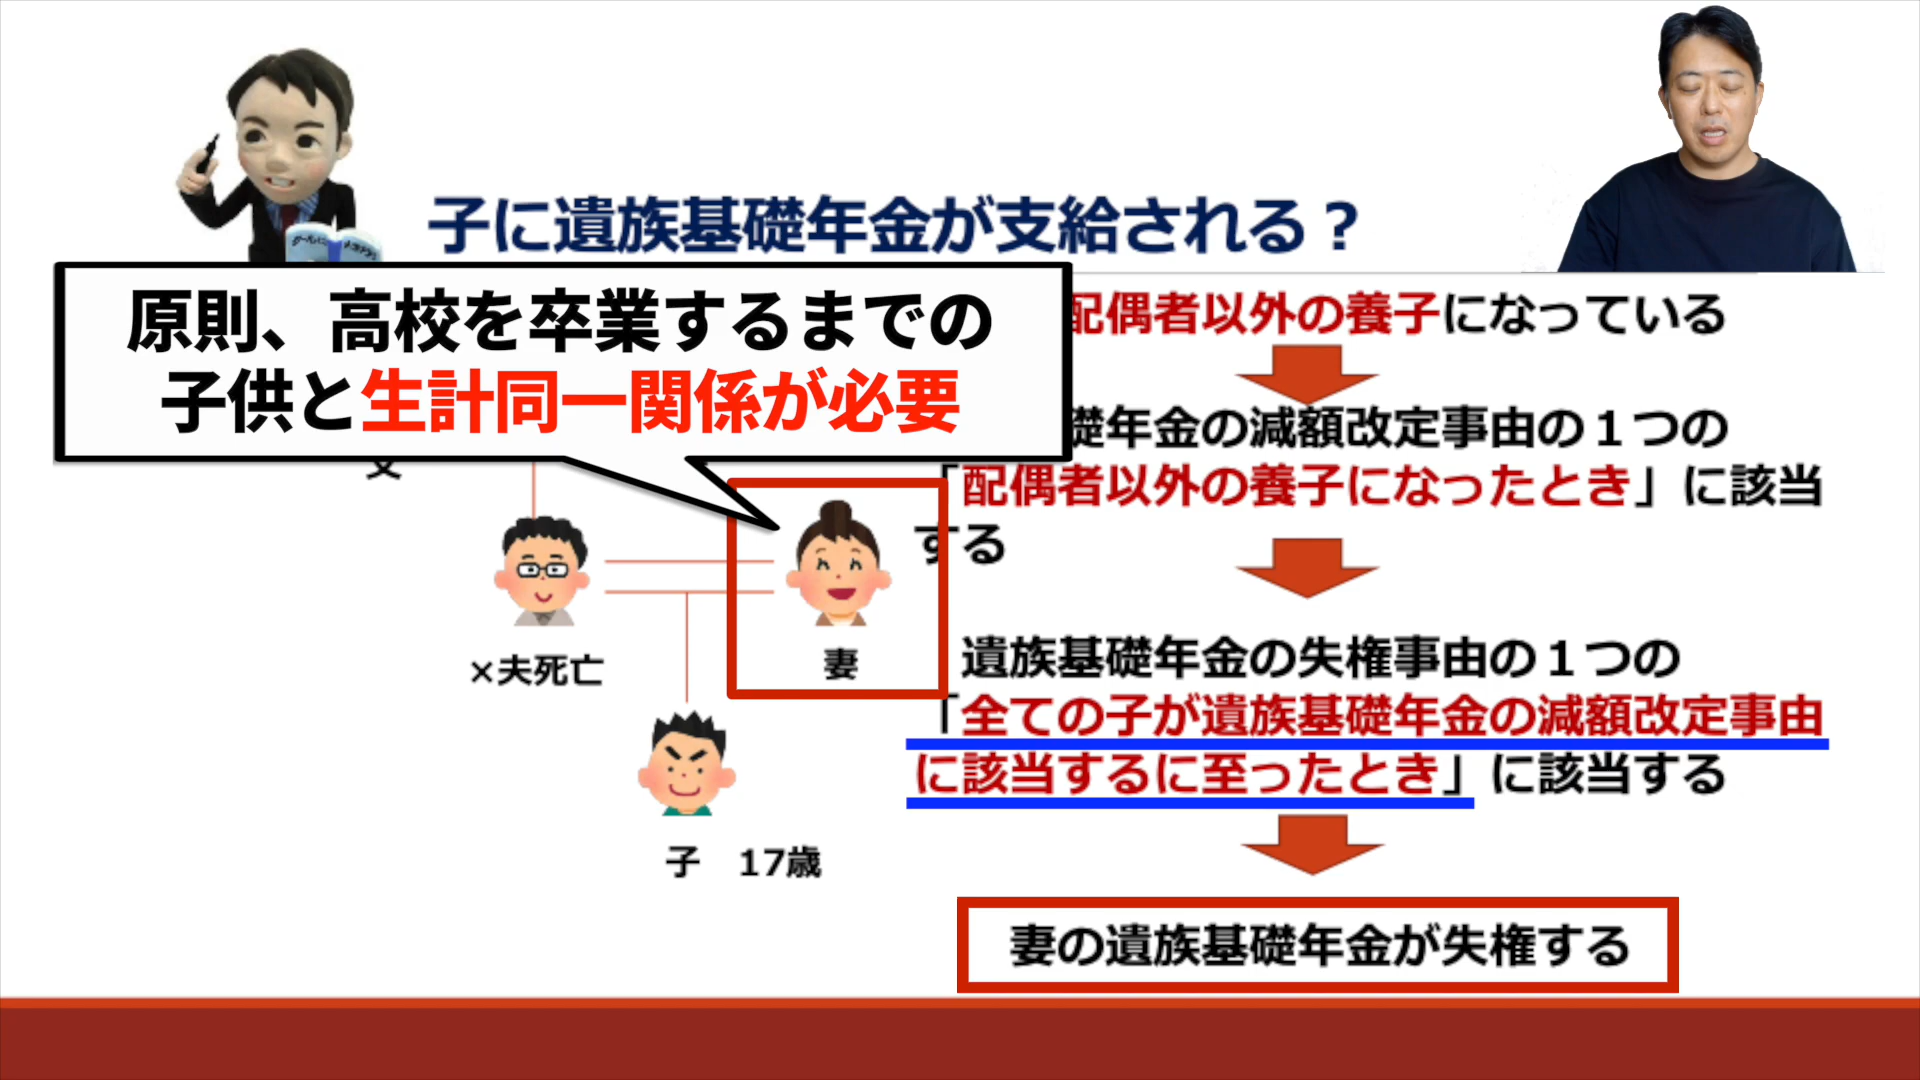 子に遺族基礎年金が支給される？
原則、高校を卒業するまでの
子供と生計同一関係が必要
配偶者以外の養子になっている
礎年金の減額改定事由の１つの
「配偶者以外の養子になったとき」に該当
する
遺族基礎年金の失権事由の１つの
「全ての子が遺族基礎年金の減額改定事由
に該当するに至ったとき」に該当する
妻の遺族基礎年金が失権する
×夫死亡
妻
子 17歳